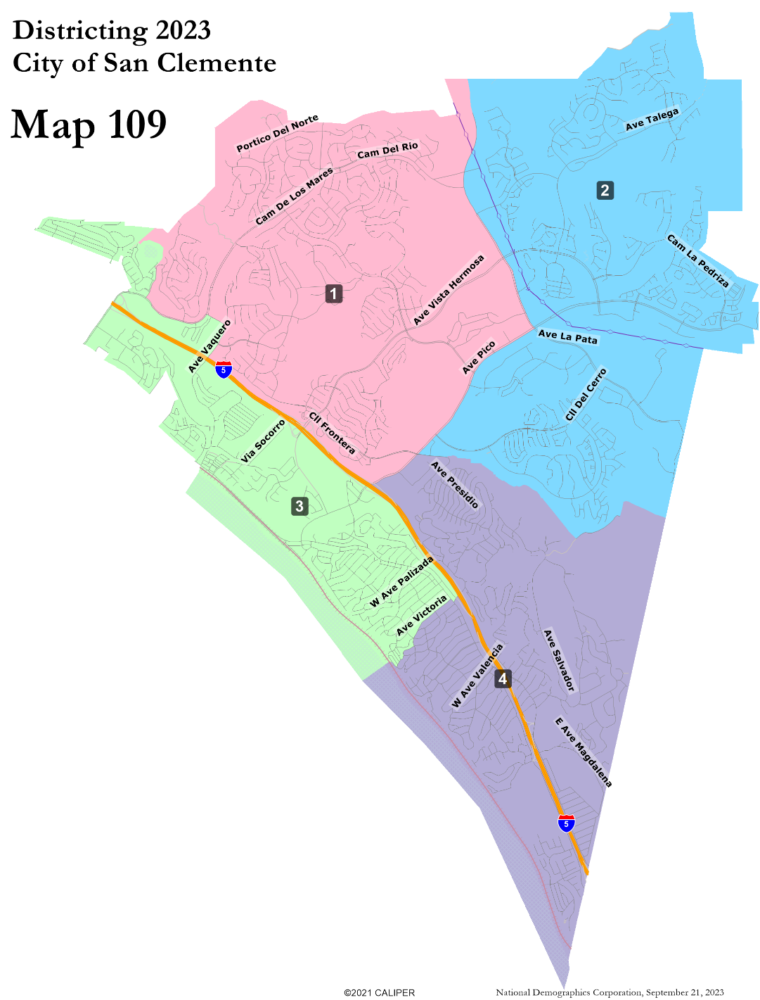 Districting 2023
City of San Clemente
Map 109
Portico Del Norte
Cam Del Rio
Ave Talega
Cam De Los Mares
2
Cam La Pedriza
Ave Vista Hermosa
1
Ave Vaquero
Ave La Pata
Ave Pico
5
Cll Del Cerro
Via Socorro
Cll Frontera
Ave Presidio
3
W Ave Palizada
Ave Victoria
Ave Salvador
W Ave Valencia
4
E Ave Magdalena
5
©2021 CALIPER
National Demographics Corporation, September 21, 2023